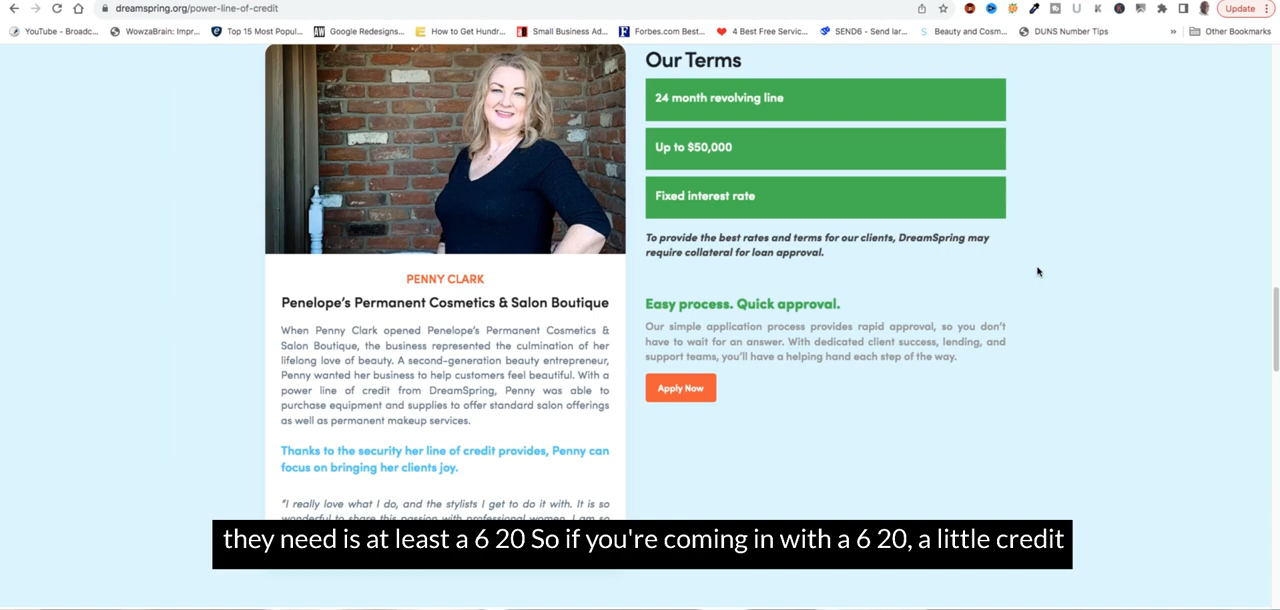 dreamspring.org/power-line-of-credit
Update
YouTube - Broadc...
WowzaBrain: Impr...
Top 15 Most Popul...
Google Redesigns...
How to Get Hundr...
Small Business Ad...
Forbes.com Best...
4 Best Free Servic...
SEND6 - Send lar...
Beauty and Cosm...
DUNS Number Tips
»
Other Bookmarks
PENNY CLARK
Penelope's Permanent Cosmetics & Salon Boutique
When Penny Clark opened Penelope's Permanent Cosmetics &
Salon Boutique, the business represented the culmination of her
lifelong love of beauty. A second-generation beauty entrepreneur,
Penny wanted her business to help customers feel beautiful. With a
power line of credit from DreamSpring, Penny was able to
purchase equipment and supplies to offer standard salon offerings
as well as permanent makeup services.
Thanks to the security her line of credit provides, Penny can
focus on bringing her clients joy.
"I really love what I do, and the stylists I get to do it with. It is so
wonderful to share this passion with professional women. I am so
Our Terms
24 month revolving line
Up to $50,000
Fixed interest rate
To provide the best rates and terms for our clients, DreamSpring may
require collateral for loan approval.
Easy process. Quick approval.
Our simple application process provides rapid approval, so you don't
have to wait for an answer. With dedicated client success, lending, and
support teams, you'll have a helping hand each step of the way.
Apply Now
they need is at least a 6 20 So if you're coming in with a 6 20, a little credit